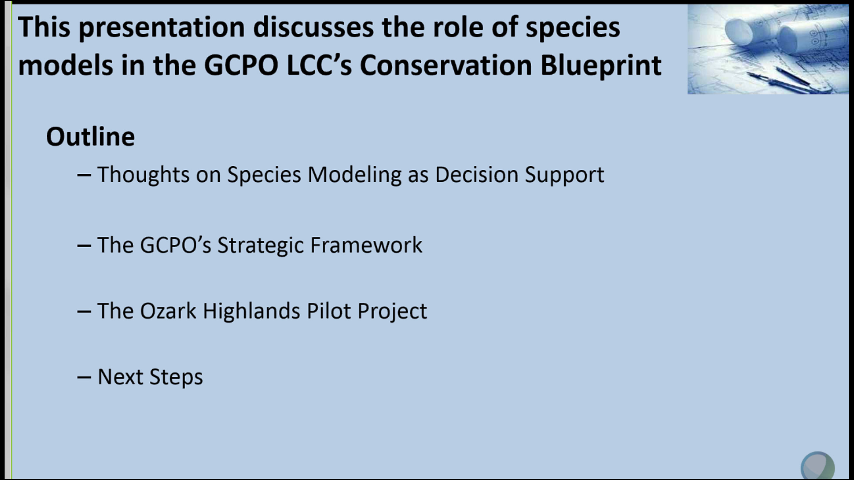 This presentation discusses the role of species
models in the GCPO LCC’s Conservation Blueprint
Outline
– Thoughts on Species Modeling as Decision Support
– The GCPO’s Strategic Framework
– The Ozark Highlands Pilot Project
– Next Steps